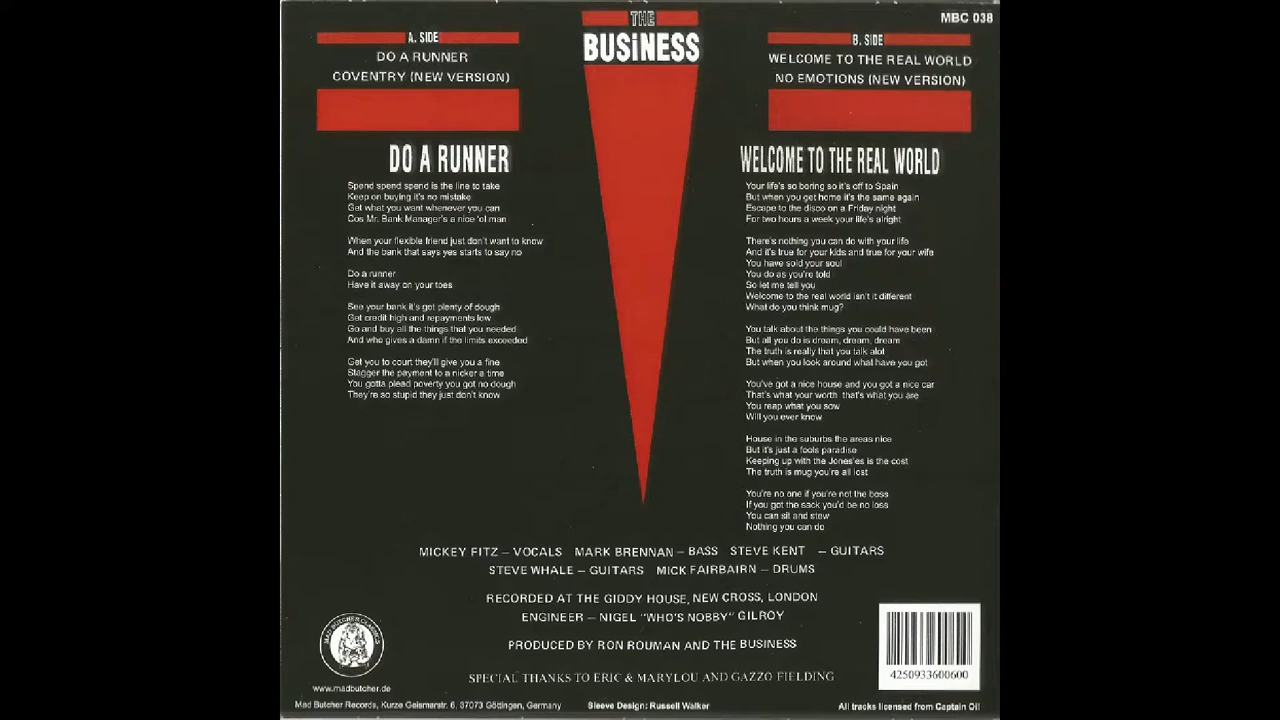 THE
BUSiNESS
MBC 038
A. SIDE
DO A RUNNER
COVENTRY (NEW VERSION)
B. SIDE
WELCOME TO THE REAL WORLD
NO EMOTIONS (NEW VERSION)
DO A RUNNER
Spend spend spend is the line to take
Keep on buying it's no mistake
Get what you want whenever you can
Cos Mr. Bank Manager's a nice 'ol man
When your flexible friend just don't want to know
And the bank that says yes starts to say no
Do a runner
Have it away on your toes
See your bank it's got plenty of dough
Get credit high and repayments low
Go and buy all the things that you needed
And who gives a damn if the limits exceeded
Get you to court they'll give you a fine
Stagger the payment to a nicker a time
You gotta plead poverty you got no dough
They're so stupid they just don't know
WELCOME TO THE REAL WORLD
Your life's so boring so it's off to Spain
But when you get home it's the same again
Escape to the disco on a Friday night
For two hours a week your life's alright
There's nothing you can do with your life
And it's true for your kids and true for your wife
You have sold your soul
You do as you're told
So let me tell you
Welcome to the real world isn't it different
What do you think mug?
You talk about the things you could have been
But all you do is dream, dream, dream
The truth is really that you talk alot
But when you look around what have you got
You've got a nice house and you got a nice car
That's what your worth that's what you are
You reap what you sow
Will you ever know
House in the suburbs the areas nice
But it's just a fools paradise
Keeping up with the Jones'es is the cost
The truth is mug you're all lost
You're no one if you're not the boss
If you got the sack you'd be no loss
You can sit and stew
Nothing you can do
MICKEY FITZ – VOCALS MARK BRENNAN – BASS STEVE KENT – GUITARS
STEVE WHALE – GUITARS MICK FAIRBAIRN – DRUMS
RECORDED AT THE GIDDY HOUSE, NEW CROSS, LONDON
ENGINEER – NIGEL "WHO'S NOBBY" GILROY
PRODUCED BY RON ROUMAN AND THE BUSINESS
SPECIAL THANKS TO ERIC & MARYLOU AND GAZZO FIELDING
MAD BUTCHER CLASSICS
www.madbutcher.de
4250933600600
Mad Butcher Records, Kurze Geismarstr. 6, 37073 Göttingen, Germany
Sleeve Design: Russell Walker
All tracks licensed from Captain Oi!